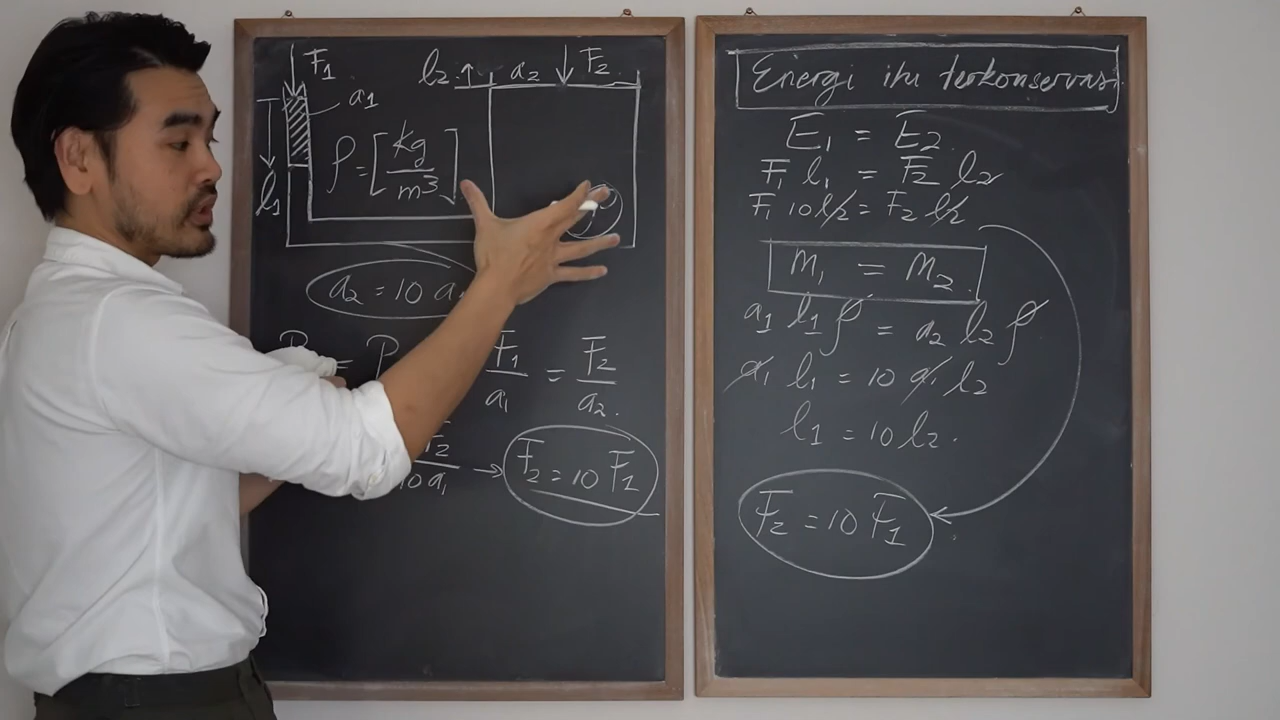 F₁
a₁
l₁
ρ = [kg/m³]
l₂ a₂ F₂
ρ
a₂ = 10 a
P = P
F₁/a₁ = F₂/a₂.
F₂/10a₁ → F₂ = 10 F₁
Energi itu terkonservasi
E₁ = E₂.
F₁ l₁ = F₂ l₂
F₁ 10 l₂ = F₂ l₂
m₁ = m₂.
a₁ l₁ ρ = a₂ l₂ ρ
a₁ l₁ = 10 a₁ l₂
l₁ = 10 l₂.
F₂ = 10 F₁